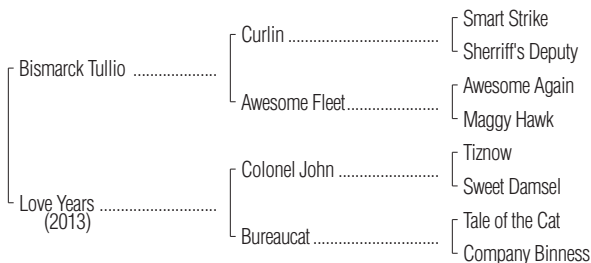 Smart Strike
Curlin
Sherriff's Deputy
Bismarck Tullio
Awesome Again
Awesome Fleet
Maggy Hawk
Tiznow
Colonel John
Sweet Damsel
Love Years
(2013)
Tale of the Cat
Bureaucat
Company Binness